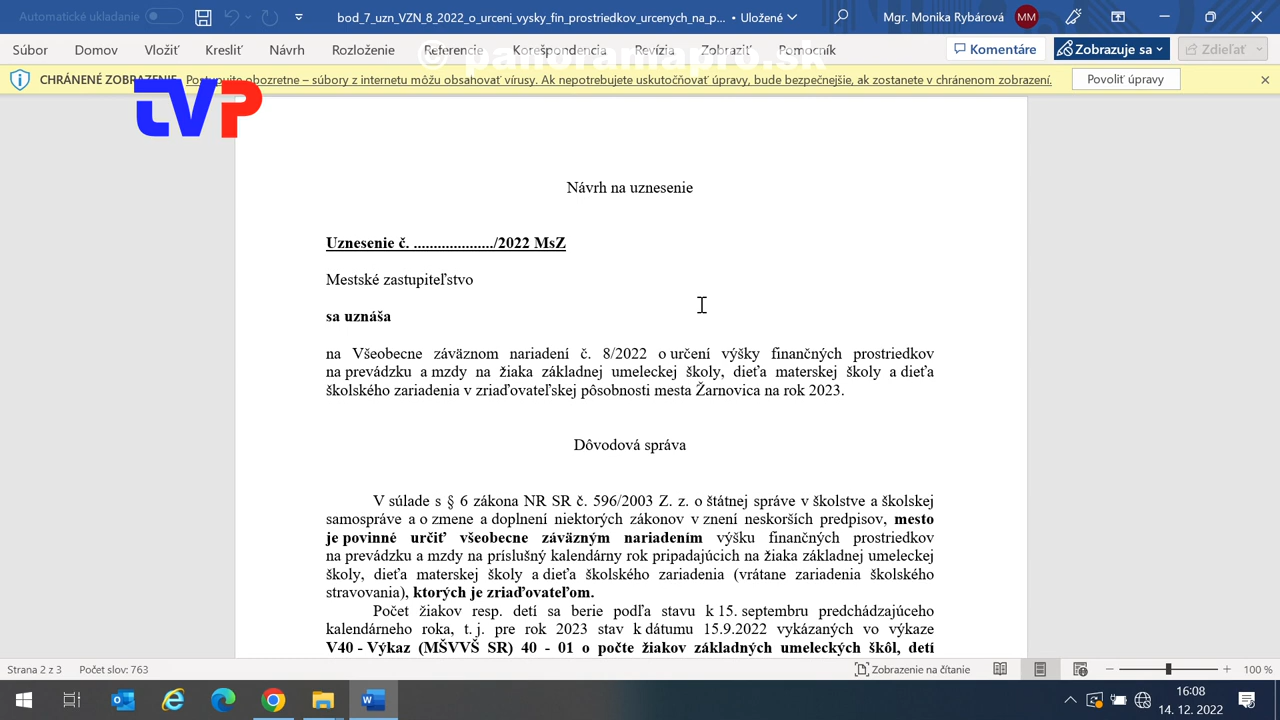 Automatické ukladanie
bod_7_uzn_VZN_8_2022_o_urceni_vysky_fin_prostriedkov_urcenych_na_p... • Uložené
Mgr. Monika Rybárová
MM
Súbor Domov Vložiť Kresliť Návrh Rozloženie Referencie Korešpondencia Revízia Zobraziť Pomocník
Komentáre Zobrazuje sa Zdieľať
© panoramapro.sk
CHRÁNENÉ ZOBRAZENIE Postupujte obozretne – súbory z internetu môžu obsahovať vírusy. Ak nepotrebujete uskutočňovať úpravy, bude bezpečnejšie, ak zostanete v chránenom zobrazení. Povoliť úpravy
tVP
Návrh na uznesenie
Uznesenie č. ..................../2022 MsZ
Mestské zastupiteľstvo
sa uznáša
na Všeobecne záväznom nariadení č. 8/2022 o určení výšky finančných prostriedkov
na prevádzku a mzdy na žiaka základnej umeleckej školy, dieťa materskej školy a dieťa
školského zariadenia v zriaďovateľskej pôsobnosti mesta Žarnovica na rok 2023.
Dôvodová správa
V súlade s § 6 zákona NR SR č. 596/2003 Z. z. o štátnej správe v školstve a školskej
samospráve a o zmene a doplnení niektorých zákonov v znení neskorších predpisov, mesto
je povinné určiť všeobecne záväzným nariadením výšku finančných prostriedkov
na prevádzku a mzdy na príslušný kalendárny rok pripadajúcich na žiaka základnej umeleckej
školy, dieťa materskej školy a dieťa školského zariadenia (vrátane zariadenia školského
stravovania), ktorých je zriaďovateľom.
Počet žiakov resp. detí sa berie podľa stavu k 15. septembru predchádzajúceho
kalendárneho roka, t. j. pre rok 2023 stav k dátumu 15.9.2022 vykázaných vo výkaze
V40 - Výkaz (MŠVVŠ SR) 40 - 01 o počte žiakov základných umeleckých škôl, detí
Strana 2 z 3 Počet slov: 763 Zobrazenie na čítanie 100 %
16:08
14. 12. 2022